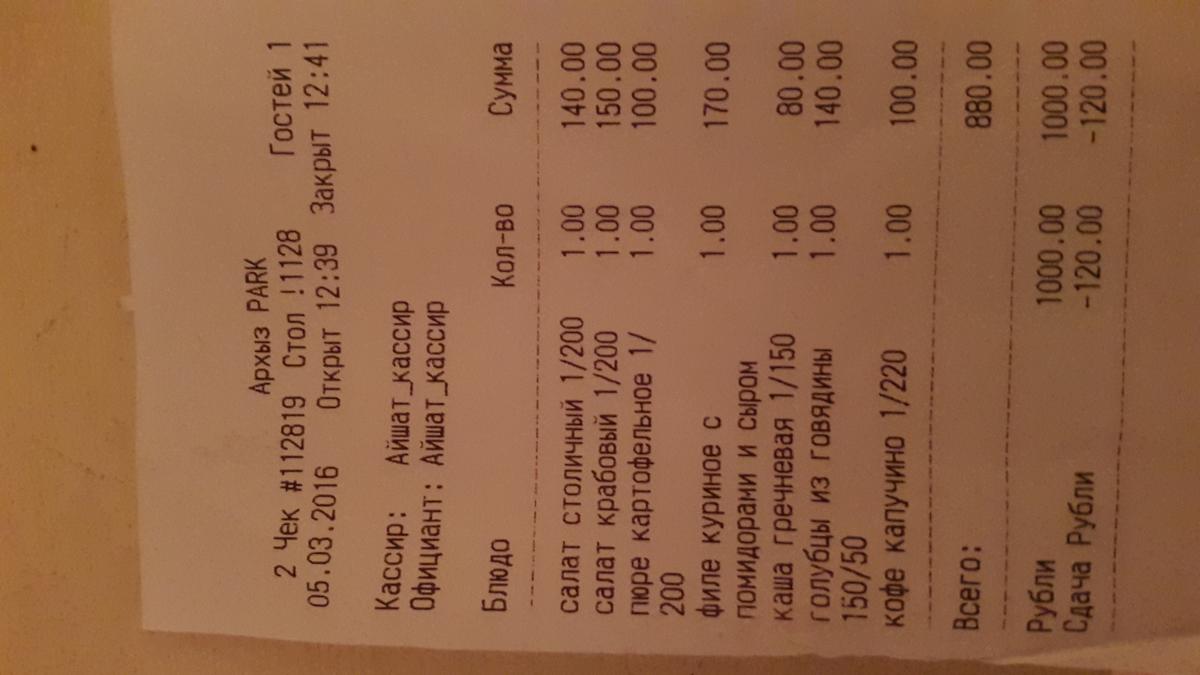 Архыз PARK
2 Чек #112819 Стол !1128 Гостей 1
05.03.2016 Открыт 12:39 Закрыт 12:41
Кассир: Айшат_кассир
Официант: Айшат_кассир
Блюдо Кол-во Сумма
салат столичный 1/200 1.00 140.00
салат крабовый 1/200 1.00 150.00
пюре картофельное 1/ 1.00 100.00
200
филе куриное с 1.00 170.00
помидорами и сыром
каша гречневая 1/150 1.00 80.00
голубцы из говядины 1.00 140.00
150/50
кофе капучино 1/220 1.00 100.00
Всего: 880.00
Рубли 1000.00 1000.00
Сдача Рубли -120.00 -120.00